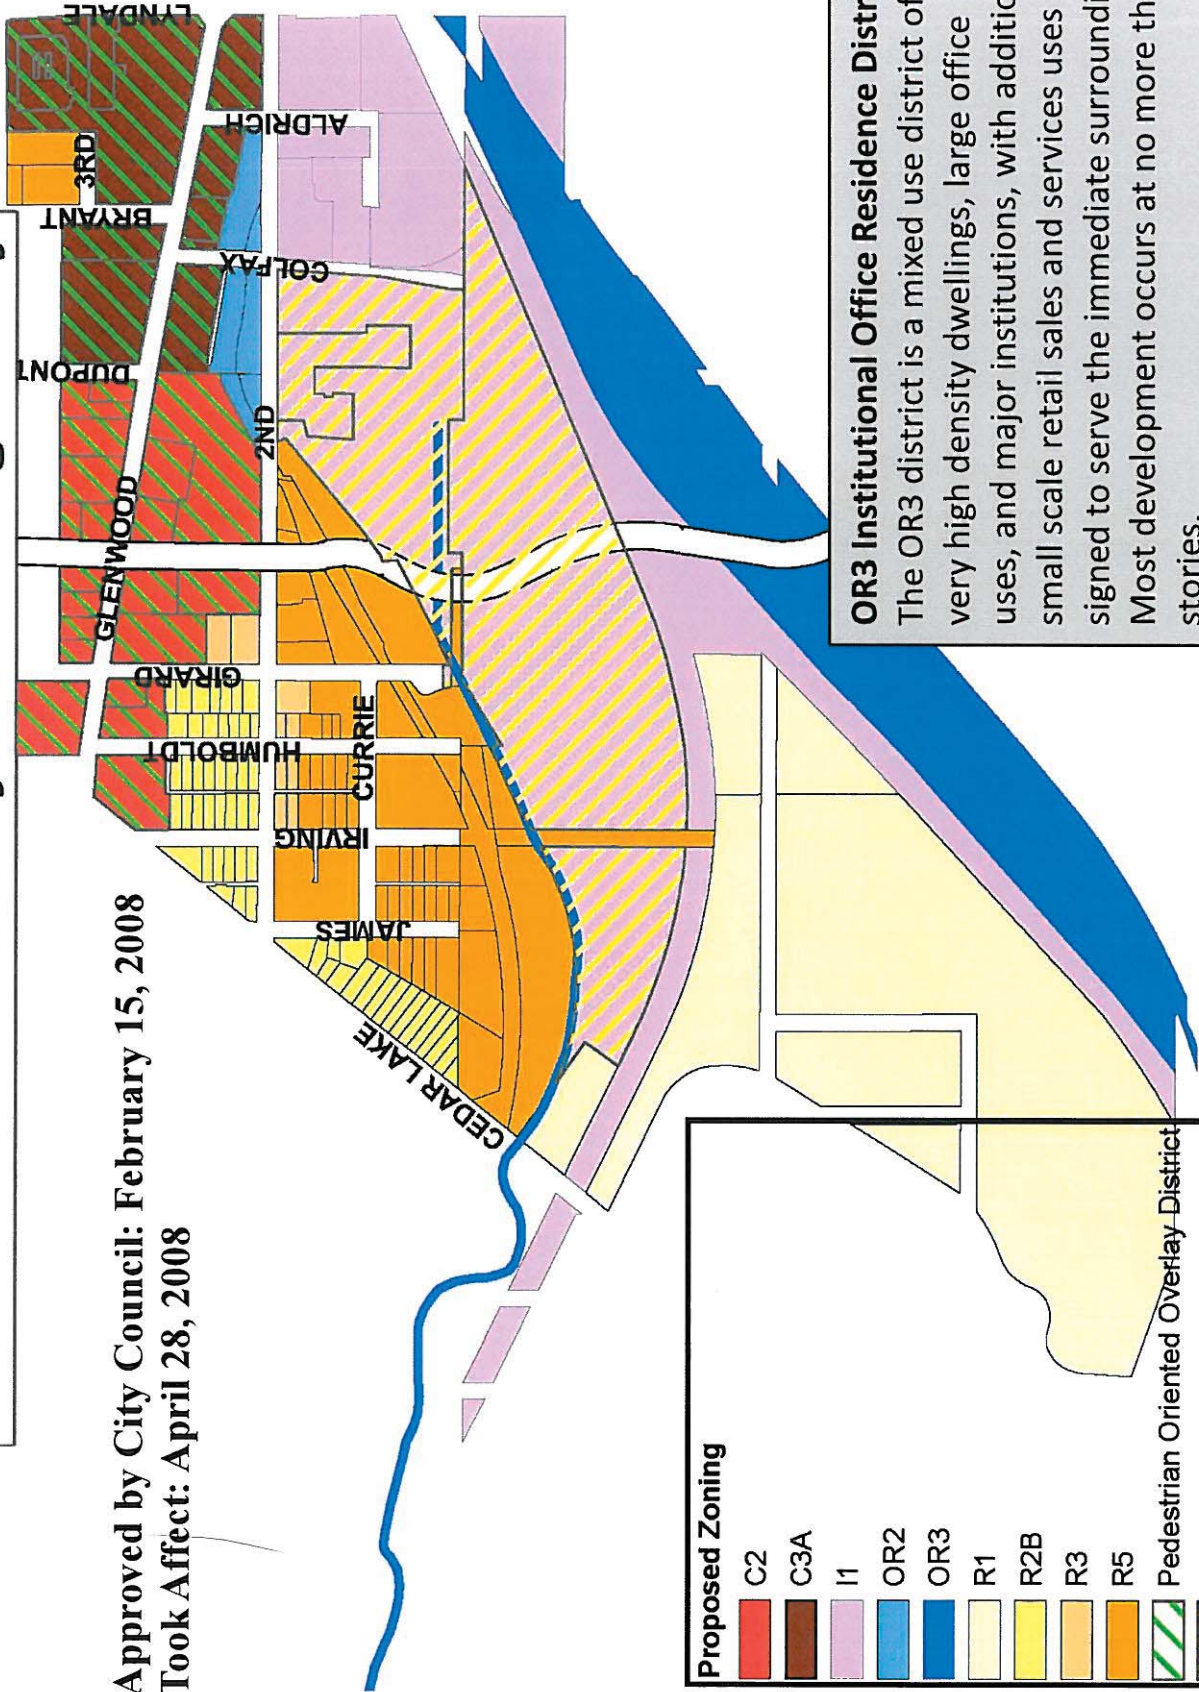 Approved by City Council: February 15, 2008
Took Affect: April 28, 2008
LYNDALE
ALDRICH
3RD
BRYANT
COLFAX
DUPONT
2ND
GLENWOOD
GIRARD
HUMBOLDT
CURRIE
IRVING
JAMES
CEDAR LAKE
Proposed Zoning
C2
C3A
I1
OR2
OR3
R1
R2B
R3
R5
Pedestrian Oriented Overlay District
OR3 Institutional Office Residence Distr
The OR3 district is a mixed use district of
very high density dwellings, large office
uses, and major institutions, with additio
small scale retail sales and services uses
signed to serve the immediate surroundi
Most development occurs at no more th
stories.